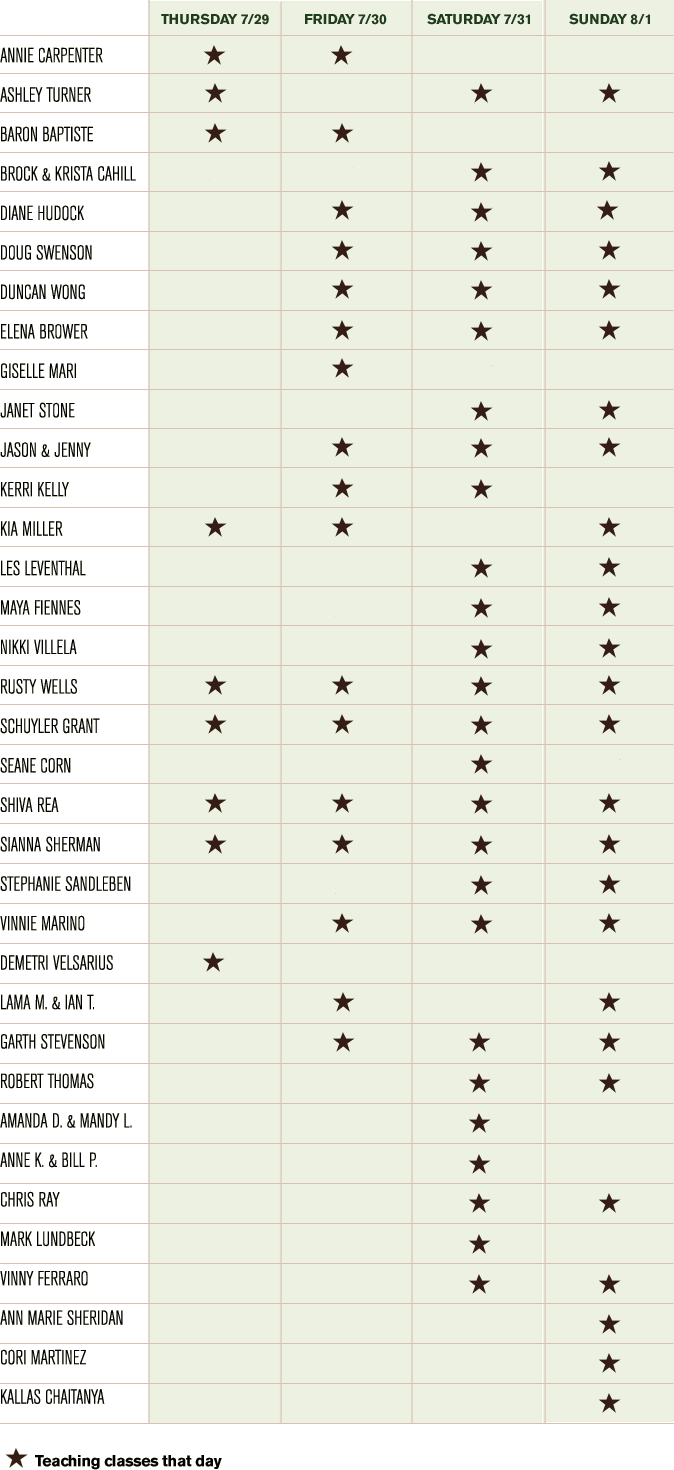 THURSDAY 7/29 FRIDAY 7/30 SATURDAY 7/31 SUNDAY 8/1
ANNIE CARPENTER ★ ★
ASHLEY TURNER ★ ★ ★
BARON BAPTISTE ★ ★
BROCK & KRISTA CAHILL ★ ★
DIANE HUDOCK ★ ★ ★
DOUG SWENSON ★ ★ ★
DUNCAN WONG ★ ★ ★
ELENA BROWER ★ ★ ★
GISELLE MARI ★
JANET STONE ★ ★
JASON & JENNY ★ ★ ★
KERRI KELLY ★ ★
KIA MILLER ★ ★ ★
LES LEVENTHAL ★ ★
MAYA FIENNES ★ ★
NIKKI VILLELA ★ ★
RUSTY WELLS ★ ★ ★ ★
SCHUYLER GRANT ★ ★ ★ ★
SEANE CORN ★
SHIVA REA ★ ★ ★ ★
SIANNA SHERMAN ★ ★ ★ ★
STEPHANIE SANDLEBEN ★ ★
VINNIE MARINO ★ ★ ★
DEMETRI VELSARIUS ★
LAMA M. & IAN T. ★ ★
GARTH STEVENSON ★ ★ ★
ROBERT THOMAS ★ ★
AMANDA D. & MANDY L. ★
ANNE K. & BILL P. ★
CHRIS RAY ★ ★
MARK LUNDBECK ★
VINNY FERRARO ★ ★
ANN MARIE SHERIDAN ★
CORI MARTINEZ ★
KALLAS CHAITANYA ★
★ Teaching classes that day